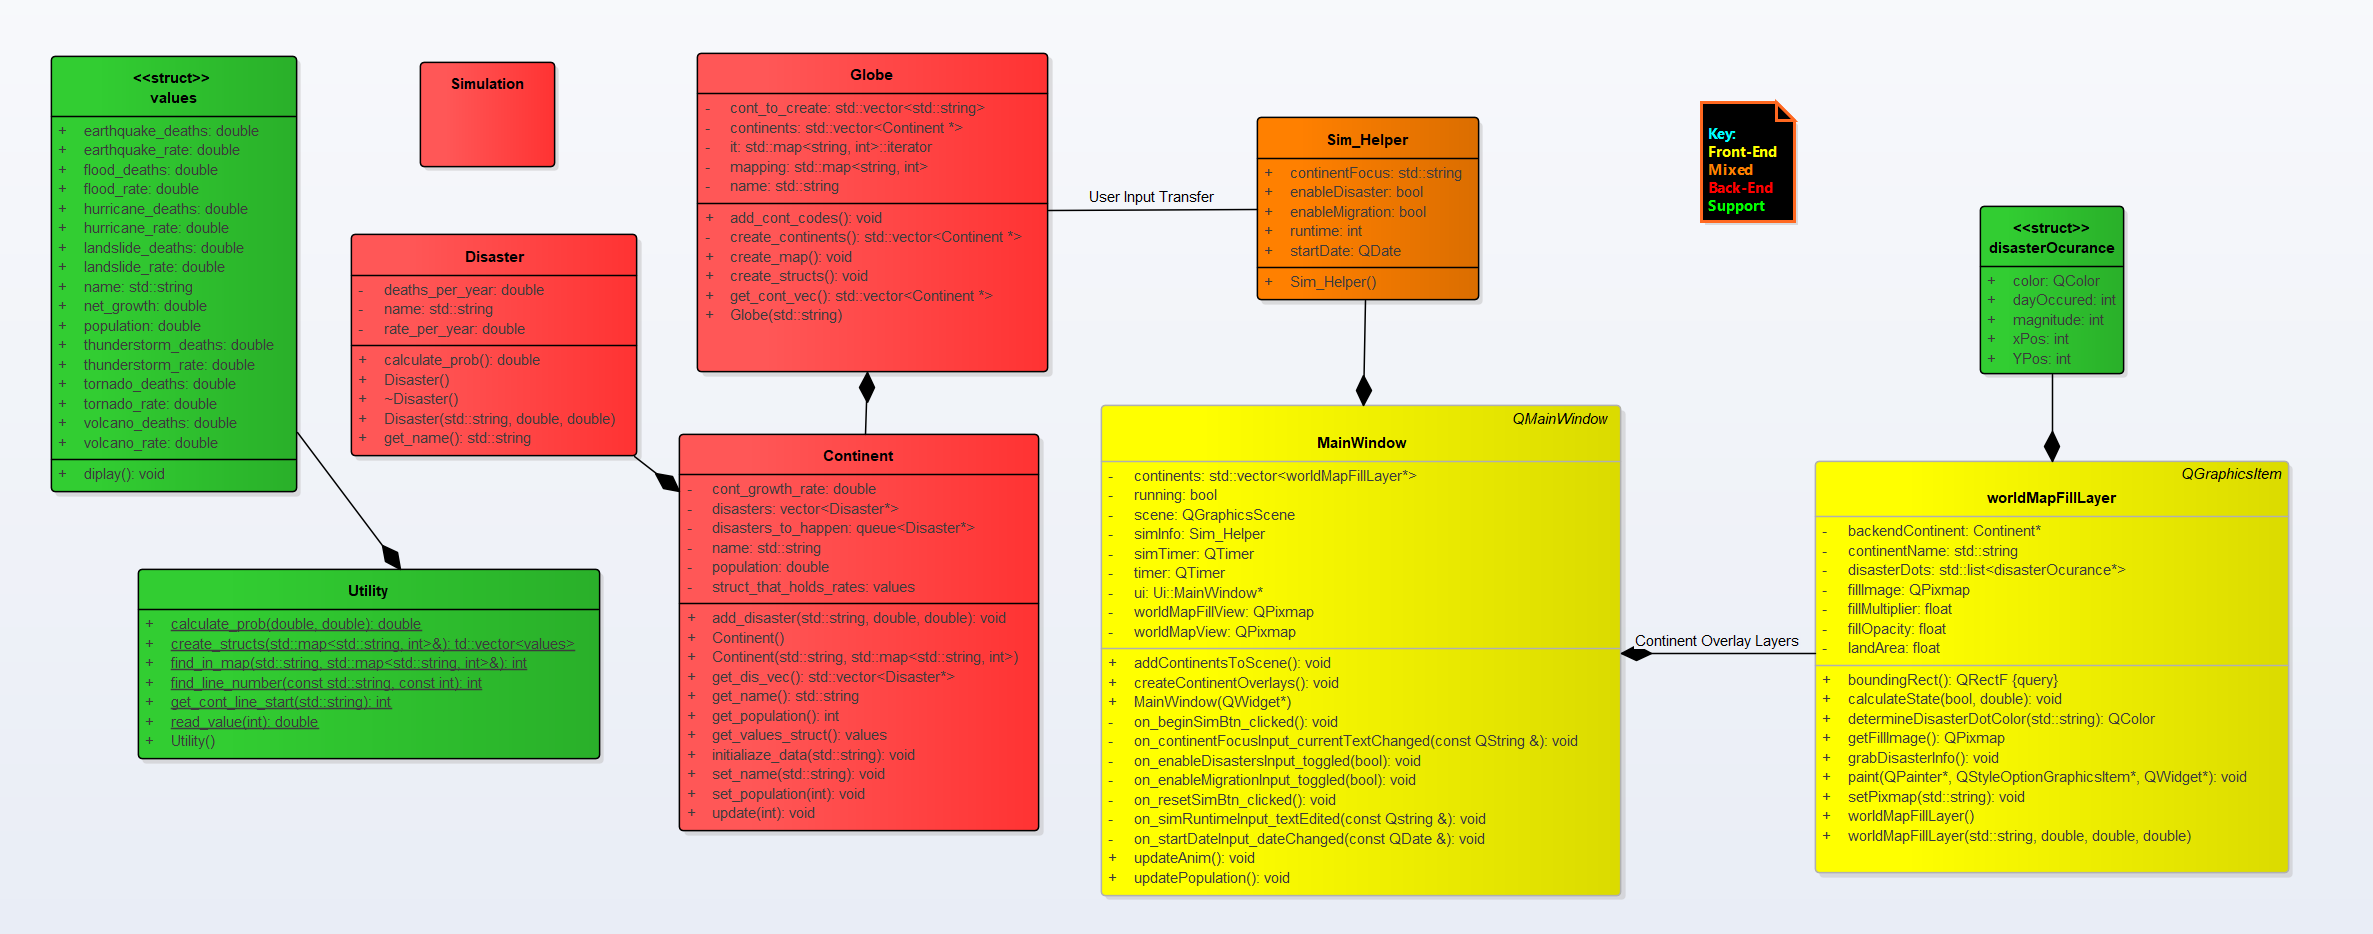 <<struct>>
values
+ earthquake_deaths: double
+ earthquake_rate: double
+ flood_deaths: double
+ flood_rate: double
+ hurricane_deaths: double
+ hurricane_rate: double
+ landslide_deaths: double
+ landslide_rate: double
+ name: std::string
+ net_growth: double
+ population: double
+ thunderstorm_deaths: double
+ thunderstorm_rate: double
+ tornado_deaths: double
+ tornado_rate: double
+ volcano_deaths: double
+ volcano_rate: double
+ diplay(): void
Simulation
Disaster
- deaths_per_year: double
- name: std::string
- rate_per_year: double
+ calculate_prob(): double
+ Disaster()
+ ~Disaster()
+ Disaster(std::string, double, double)
+ get_name(): std::string
Utility
+ calculate_prob(double, double): double
+ create_structs(std::map<std::string, int>&): td::vector<values>
+ find_in_map(std::string, std::map<std::string, int>&): int
+ find_line_number(const std::string, const int): int
+ get_cont_line_start(std::string): int
+ read_value(int): double
+ Utility()
Globe
- cont_to_create: std::vector<std::string>
- continents: std::vector<Continent *>
- it: std::map<string, int>::iterator
- mapping: std::map<string, int>
- name: std::string
+ add_cont_codes(): void
- create_continents(): std::vector<Continent *>
+ create_map(): void
+ create_structs(): void
+ get_cont_vec(): std::vector<Continent *>
+ Globe(std::string)
Continent
- cont_growth_rate: double
- disasters: vector<Disaster*>
- disasters_to_happen: queue<Disaster*>
- name: std::string
- population: double
- struct_that_holds_rates: values
+ add_disaster(std::string, double, double): void
+ Continent()
+ Continent(std::string, std::map<std::string, int>)
+ get_dis_vec(): std::vector<Disaster*>
+ get_name(): std::string
+ get_population(): int
+ get_values_struct(): values
+ initialiaze_data(std::string): void
+ set_name(std::string): void
+ set_population(int): void
+ update(int): void
User Input Transfer
Sim_Helper
+ continentFocus: std::string
+ enableDisaster: bool
+ enableMigration: bool
+ runtime: int
+ startDate: QDate
+ Sim_Helper()
QMainWindow
MainWindow
- continents: std::vector<worldMapFillLayer*>
- running: bool
- scene: QGraphicsScene
- simInfo: Sim_Helper
- simTimer: QTimer
- timer: QTimer
- ui: Ui::MainWindow*
- worldMapFillView: QPixmap
- worldMapView: QPixmap
+ addContinentsToScene(): void
+ createContinentOverlays(): void
+ MainWindow(QWidget*)
- on_beginSimBtn_clicked(): void
- on_continentFocusInput_currentTextChanged(const QString &): void
- on_enableDisastersInput_toggled(bool): void
- on_enableMigrationInput_toggled(bool): void
- on_resetSimBtn_clicked(): void
- on_simRuntimeInput_textEdited(const Qstring &): void
- on_startDateInput_dateChanged(const QDate &): void
+ updateAnim(): void
+ updatePopulation(): void
Continent Overlay Layers
Key:
Front-End
Mixed
Back-End
Support
<<struct>>
disasterOcurance
+ color: QColor
+ dayOccured: int
+ magnitude: int
+ xPos: int
+ YPos: int
QGraphicsItem
worldMapFillLayer
- backendContinent: Continent*
- continentName: std::string
- disasterDots: std::list<disasterOcurance*>
- fillImage: QPixmap
- fillMultiplier: float
- fillOpacity: float
- landArea: float
+ boundingRect(): QRectF {query}
+ calculateState(bool, double): void
+ determineDisasterDotColor(std::string): QColor
+ getFillImage(): QPixmap
+ grabDisasterInfo(): void
+ paint(QPainter*, QStyleOptionGraphicsItem*, QWidget*): void
+ setPixmap(std::string): void
+ worldMapFillLayer()
+ worldMapFillLayer(std::string, double, double, double)